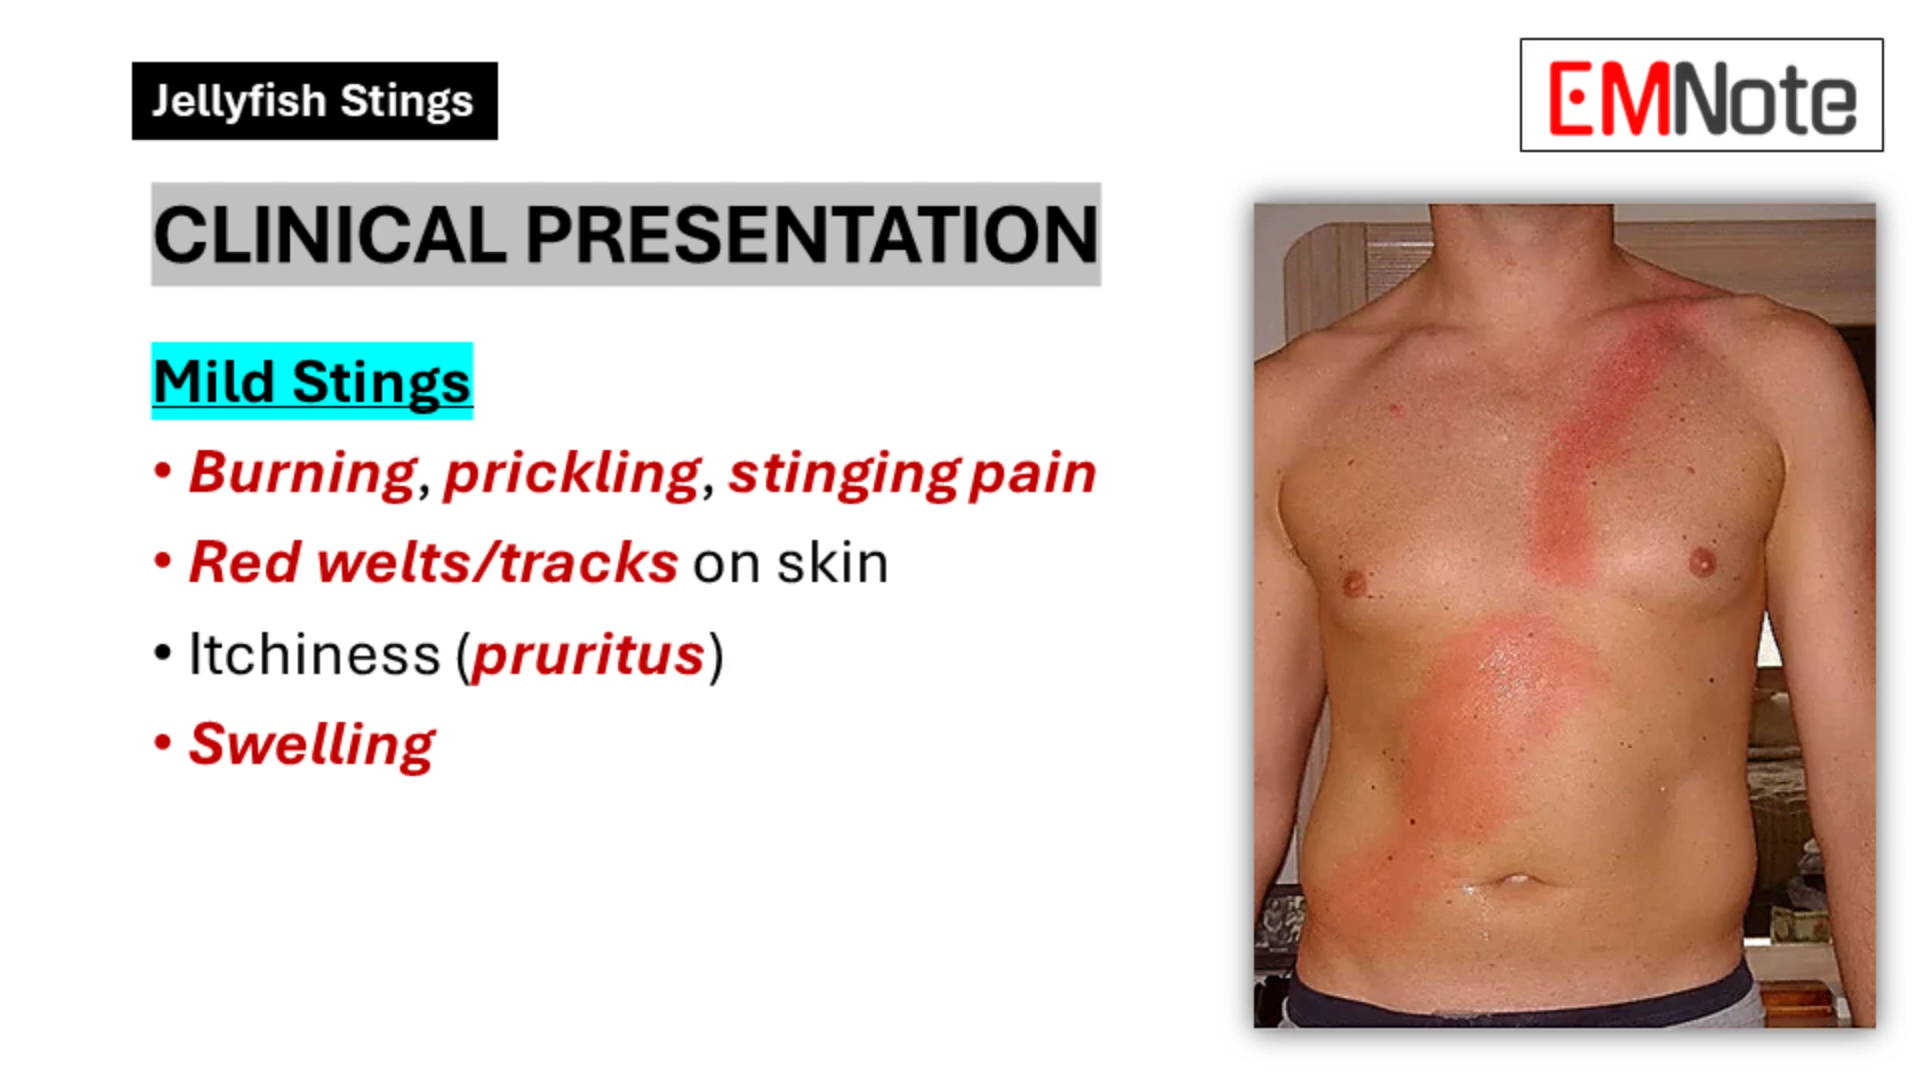 Jellyfish Stings
EMNote
CLINICAL PRESENTATION
Mild Stings
• Burning, prickling, stinging pain
• Red welts/tracks on skin
• Itchiness (pruritus)
• Swelling